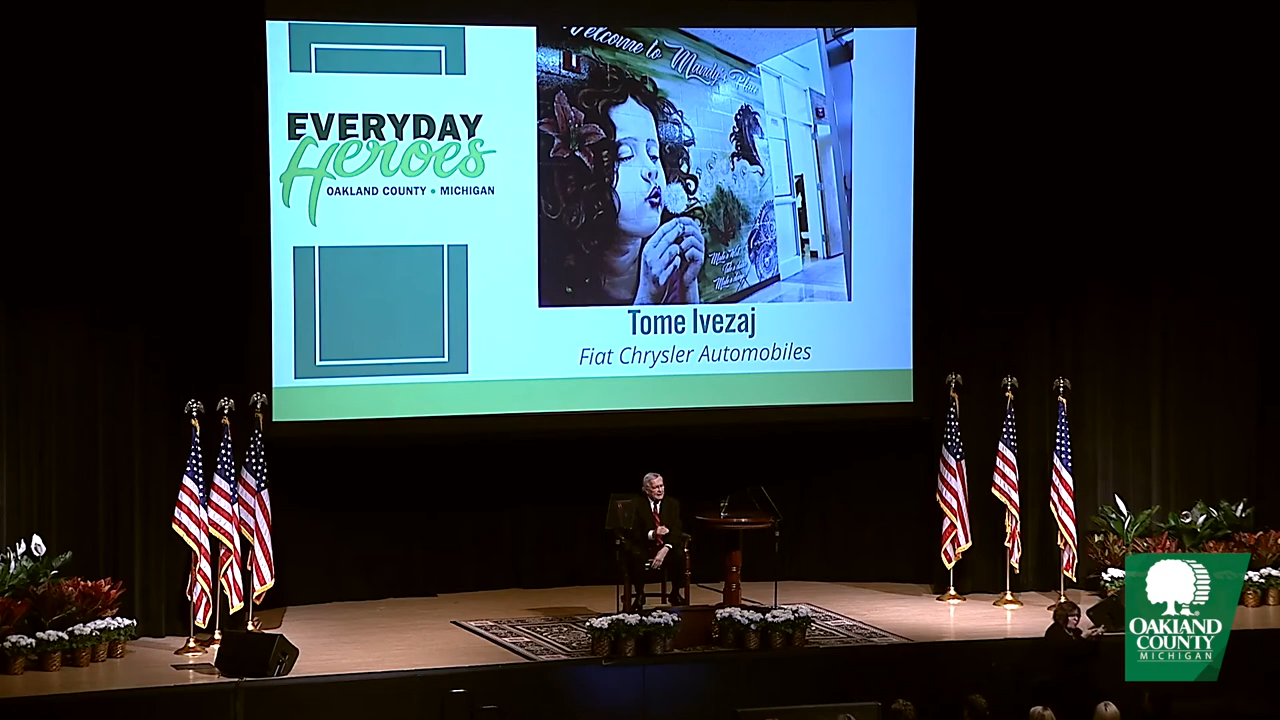 Welcome to Mandy's Place
EVERYDAY
Heroes
OAKLAND COUNTY • MICHIGAN
Tome Ivezaj
Fiat Chrysler Automobiles
OAKLAND
COUNTY
MICHIGAN